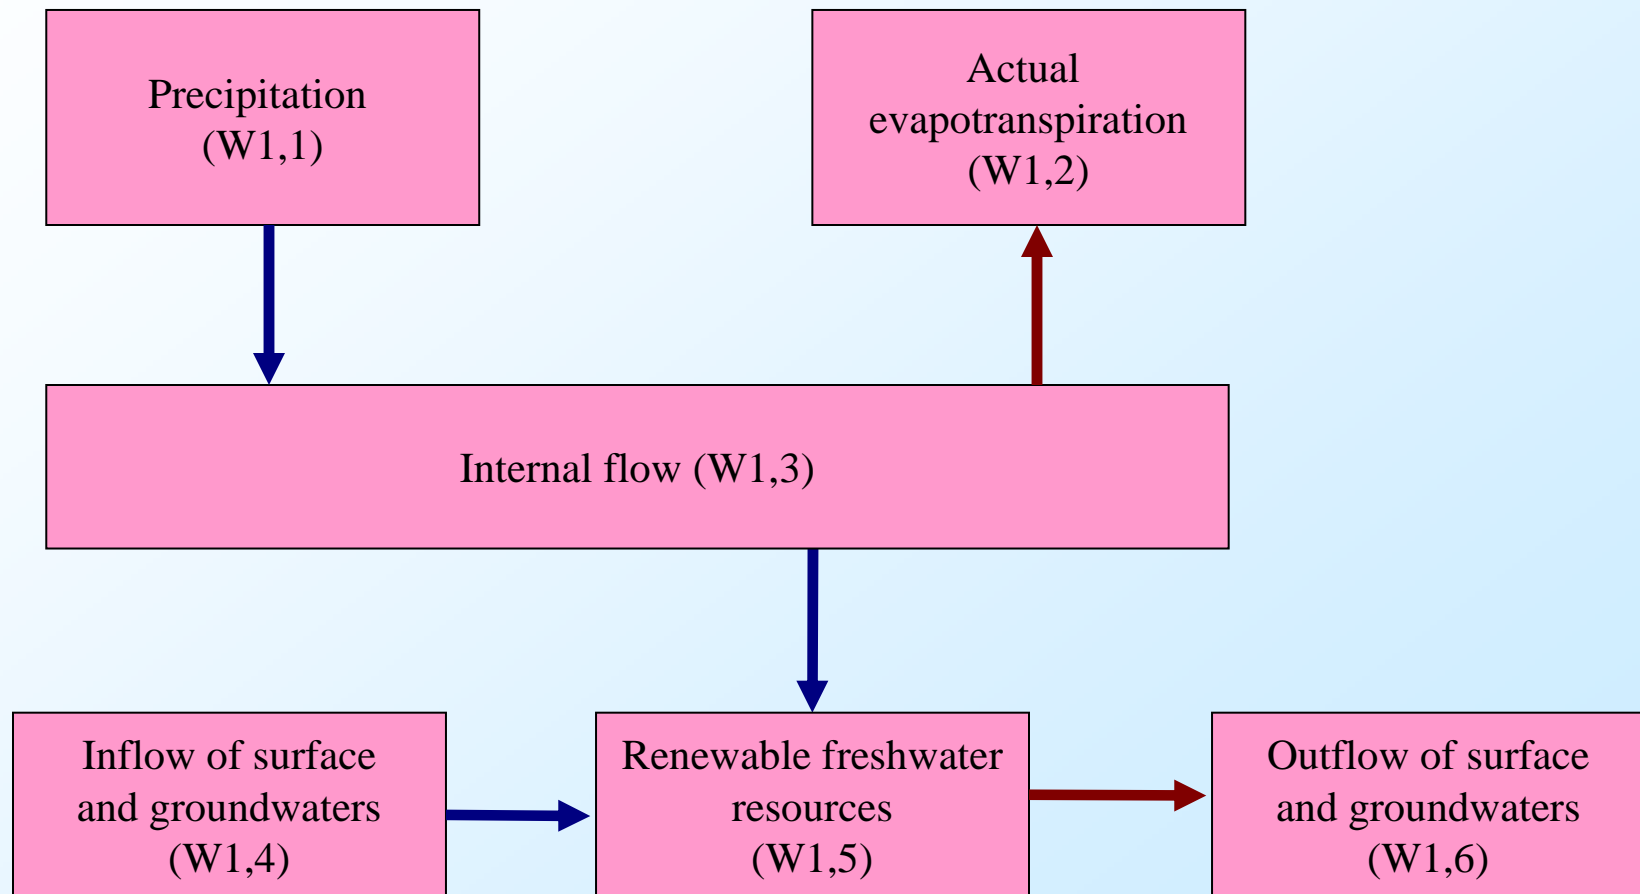 Precipitation
(W1,1)
Actual
evapotranspiration
(W1,2)
Internal flow (W1,3)
Inflow of surface
and groundwaters
(W1,4)
Renewable freshwater
resources
(W1,5)
Outflow of surface
and groundwaters
(W1,6)